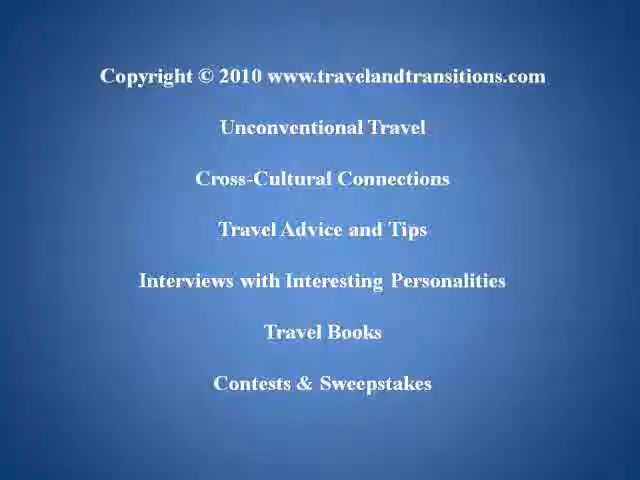 Copyright © 2010 www.travelandtransitions.com
Unconventional Travel
Cross-Cultural Connections
Travel Advice and Tips
Interviews with Interesting Personalities
Travel Books
Contests & Sweepstakes